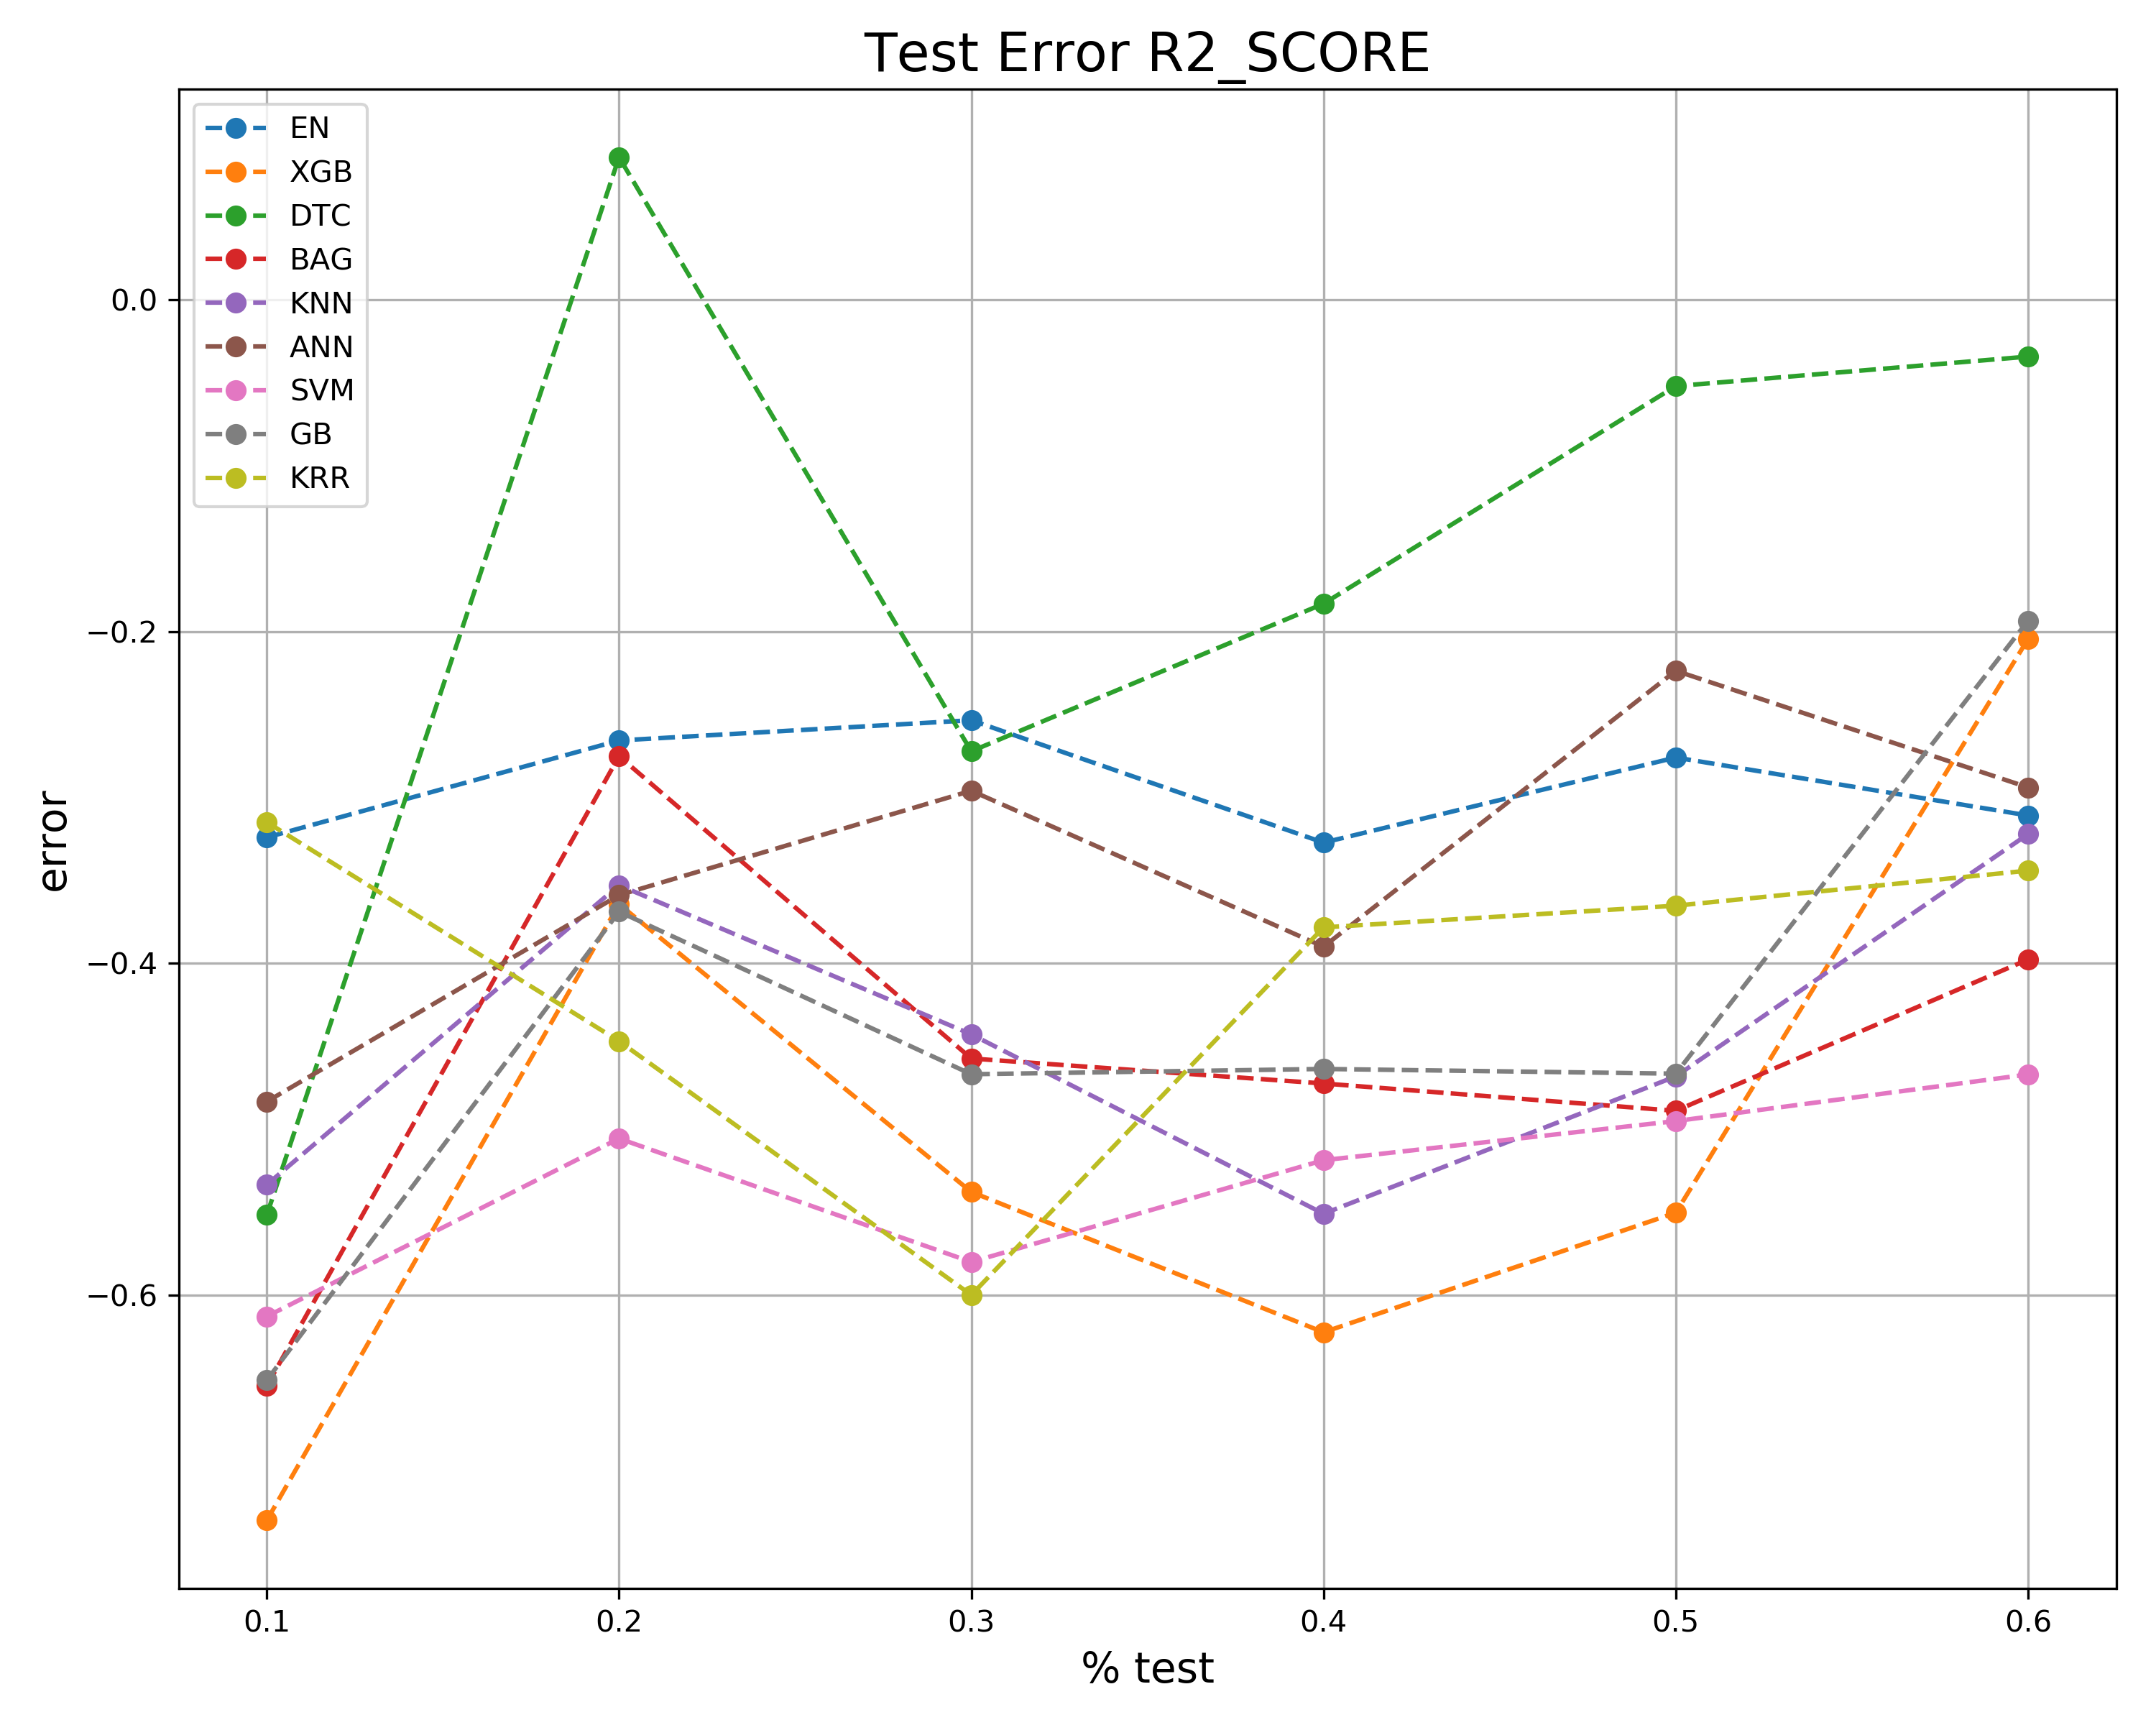 Test Error R2_SCORE
EN
XGB
DTC
BAG
KNN
ANN
SVM
GB
KRR
0.0
−0.2
−0.4
−0.6
error
0.1 0.2 0.3 0.4 0.5 0.6
% test